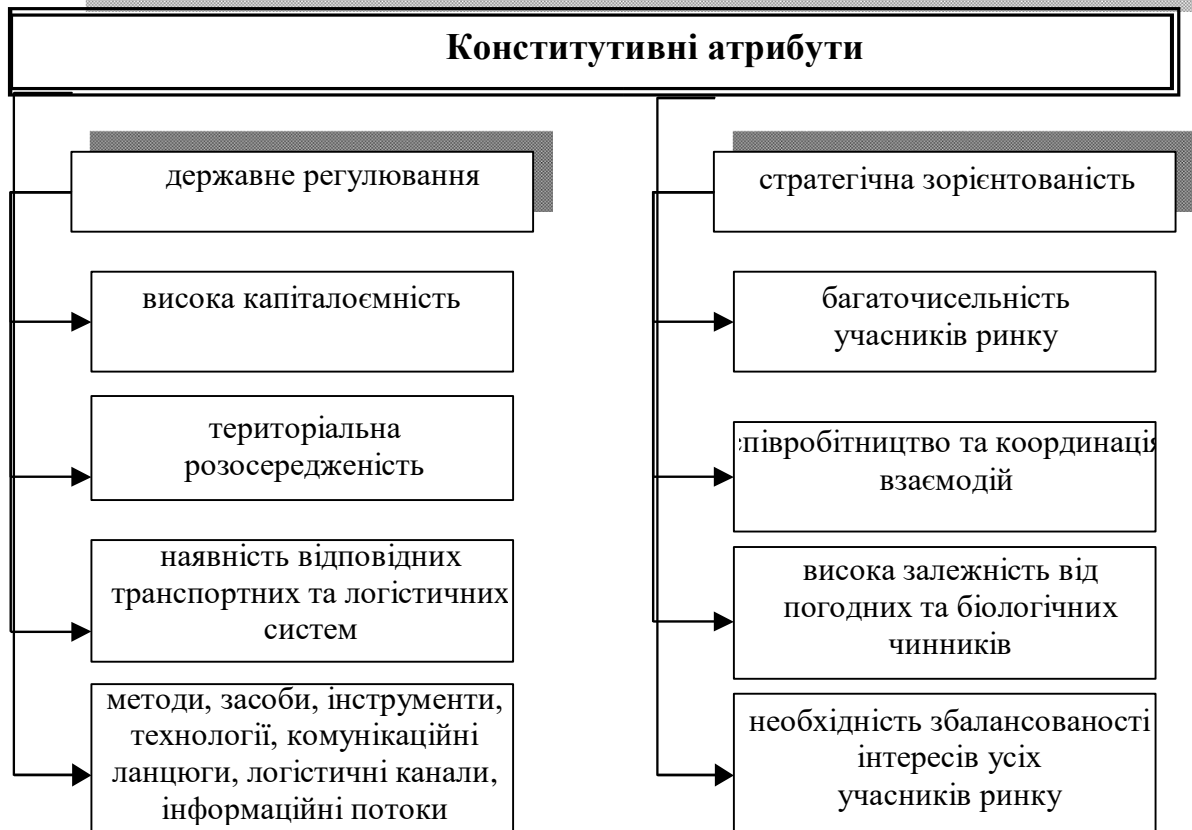 Конститутивні атрибути
державне регулювання
висока капіталоємність
територіальна
розосередженість
наявність відповідних
транспортних та логістичних
систем
методи, засоби, інструменти,
технології, комунікаційні
ланцюги, логістичні канали,
інформаційні потоки
стратегічна зорієнтованість
багаточисельність
учасників ринку
співробітництво та координація
взаємодій
висока залежність від
погодних та біологічних
чинників
необхідність збалансованості
інтересів усіх
учасників ринку